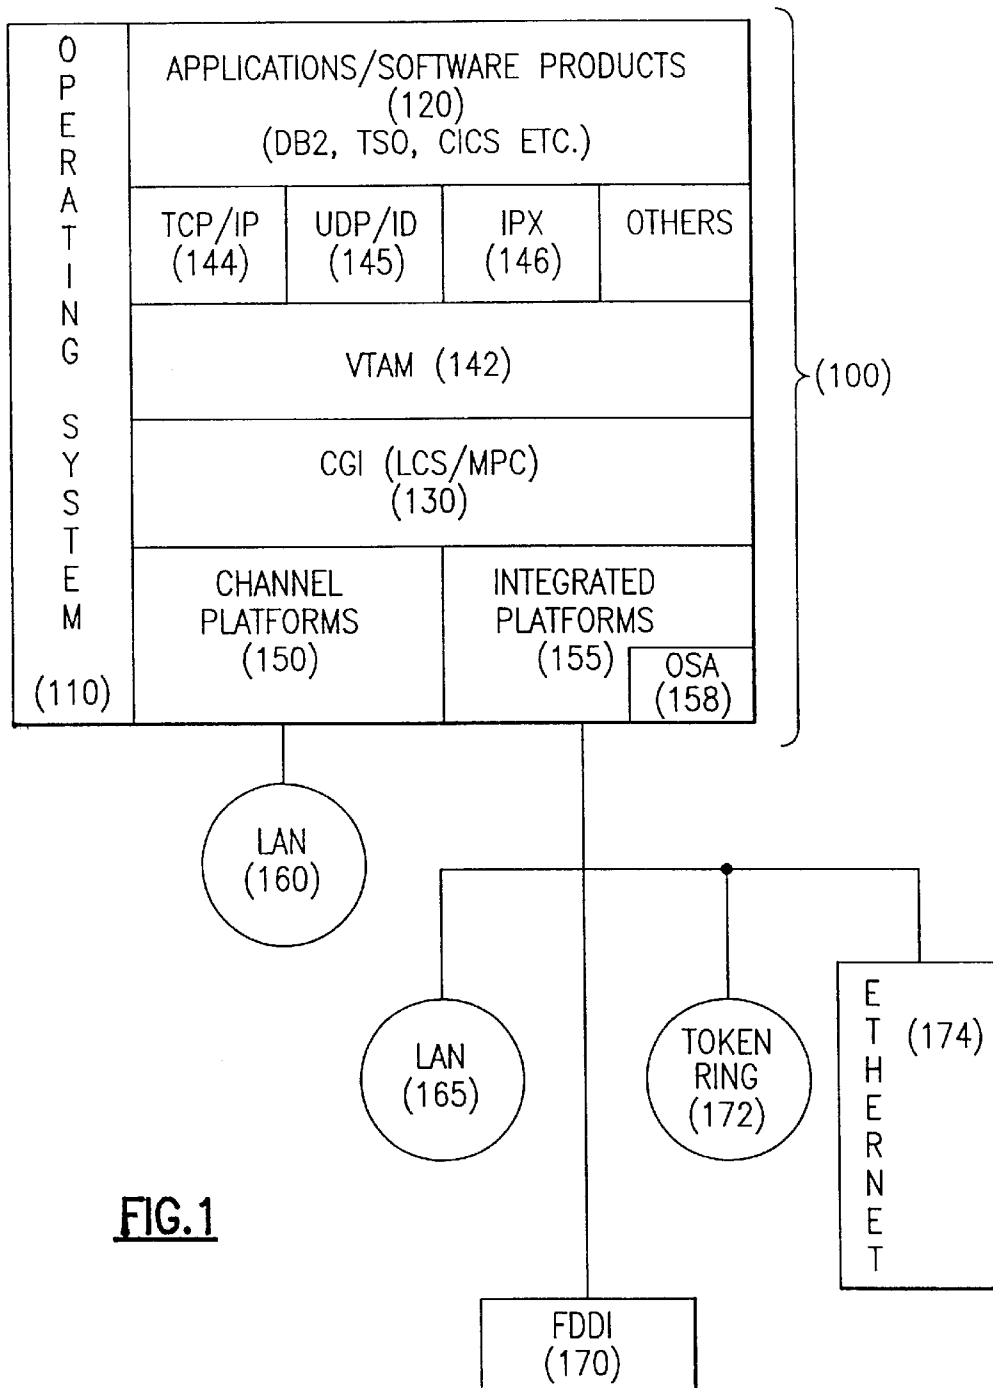 OPERATING SYSTEM
(110)
APPLICATIONS/SOFTWARE PRODUCTS
(120)
(DB2, TSO, CICS ETC.)
TCP/IP
(144)
UDP/ID
(145)
IPX
(146)
OTHERS
VTAM (142)
CGI (LCS/MPC)
(130)
CHANNEL
PLATFORMS
(150)
INTEGRATED
PLATFORMS
(155)
OSA
(158)
(100)
LAN
(160)
LAN
(165)
TOKEN
RING
(172)
ETHERNET
(174)
FDDI
(170)
FIG.1